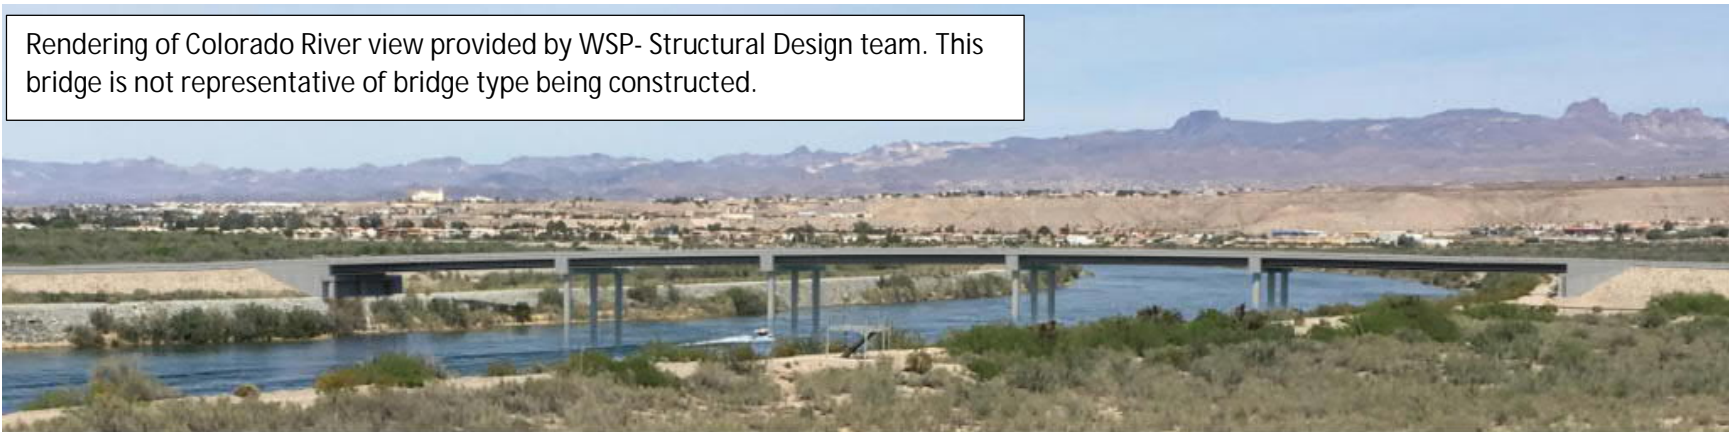 Rendering of Colorado River view provided by WSP- Structural Design team. This
bridge is not representative of bridge type being constructed.